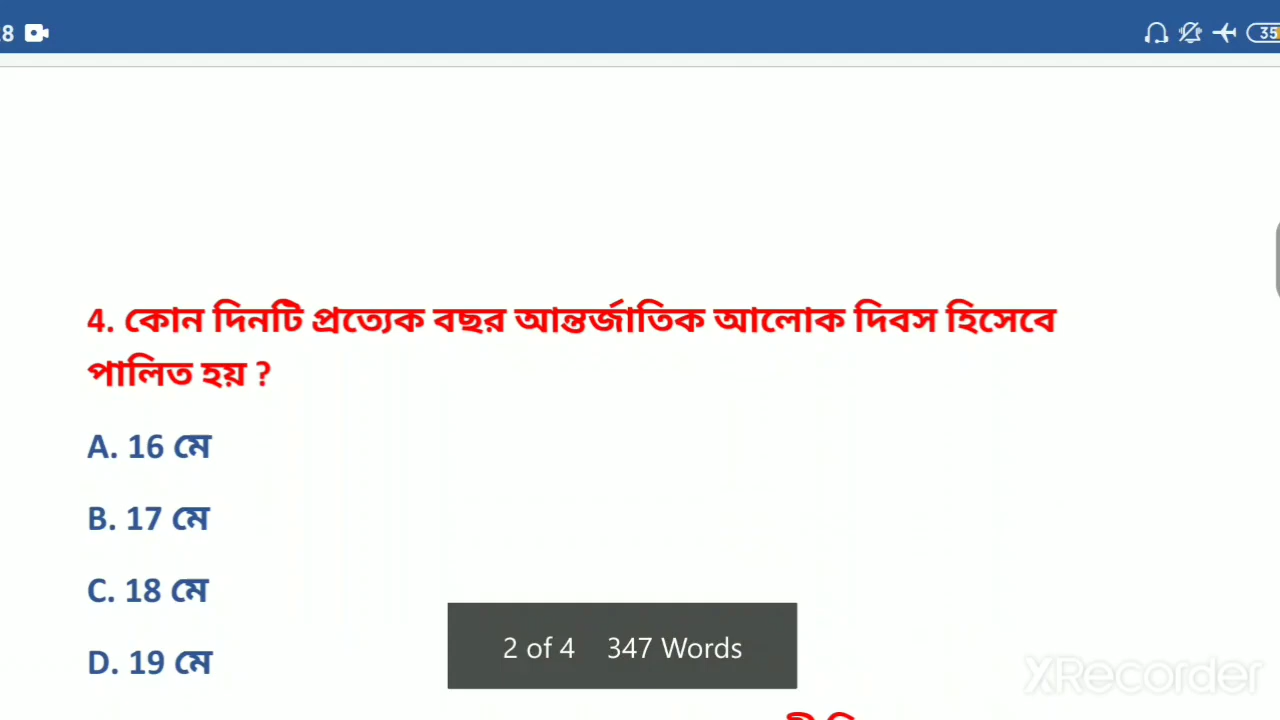 8
35
4. কোন দিনটি প্রত্যেক বছর আন্তর্জাতিক আলোক দিবস হিসেবে
পালিত হয় ?
A. 16 মে
B. 17 মে
C. 18 মে
D. 19 মে
2 of 4 347 Words
XRecorder